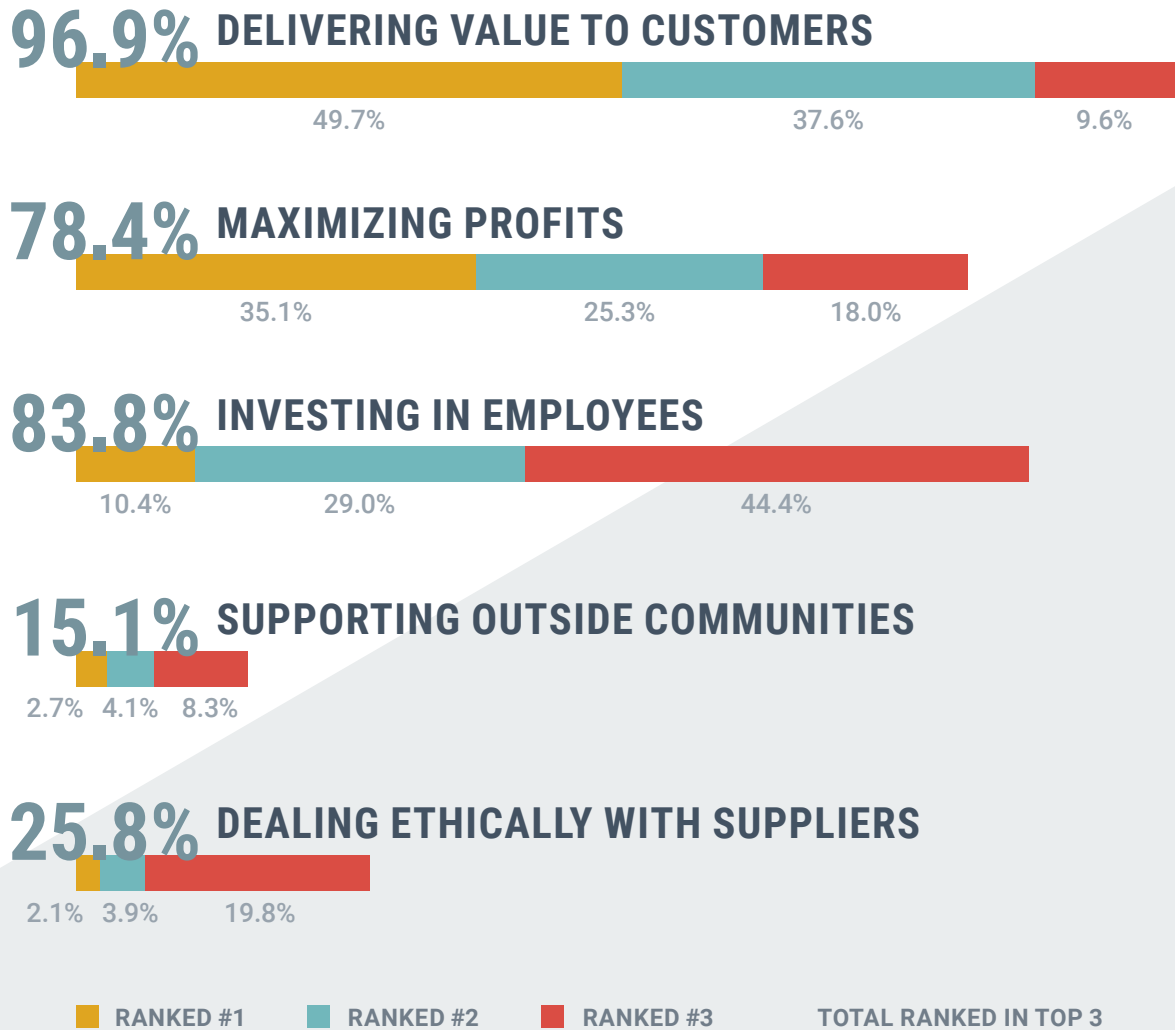 96.9% DELIVERING VALUE TO CUSTOMERS
49.7% 37.6% 9.6%
78.4% MAXIMIZING PROFITS
35.1% 25.3% 18.0%
83.8% INVESTING IN EMPLOYEES
10.4% 29.0% 44.4%
15.1% SUPPORTING OUTSIDE COMMUNITIES
2.7% 4.1% 8.3%
25.8% DEALING ETHICALLY WITH SUPPLIERS
2.1% 3.9% 19.8%
RANKED #1 RANKED #2 RANKED #3 TOTAL RANKED IN TOP 3